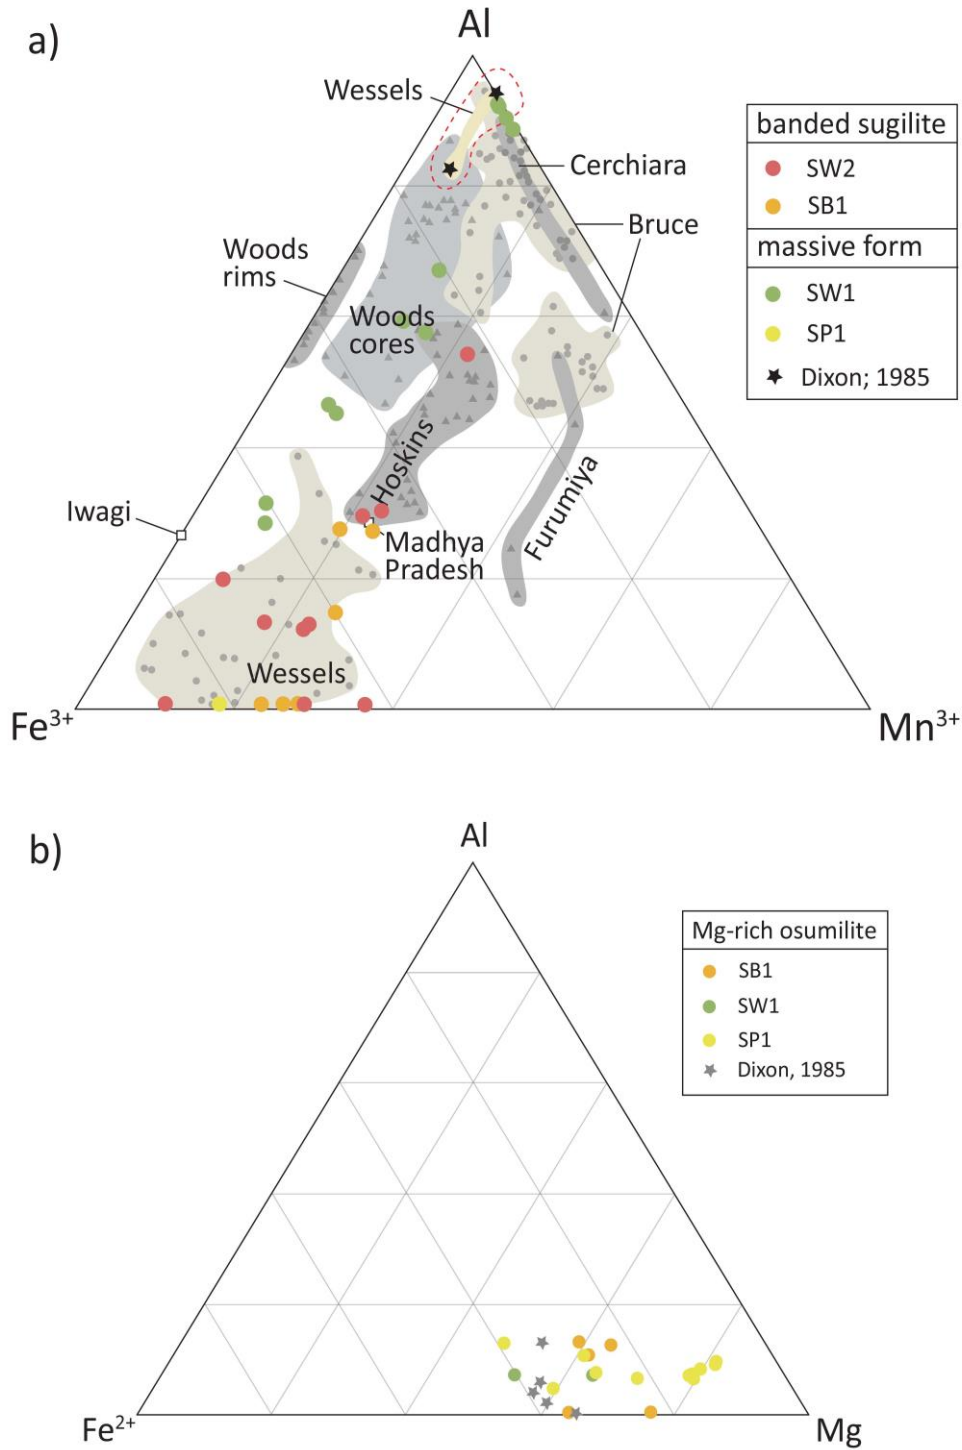 a)
Al
Wessels
banded sugilite
SW2
SB1
massive form
SW1
SP1
Dixon; 1985
Cerchiara
Bruce
Woods
rims
Woods
cores
Hoskins
Furumiya
Iwagi
Madhya
Pradesh
Wessels
Fe3+
Mn3+
b)
Al
Mg-rich osumilite
SB1
SW1
SP1
Dixon, 1985
Fe2+
Mg